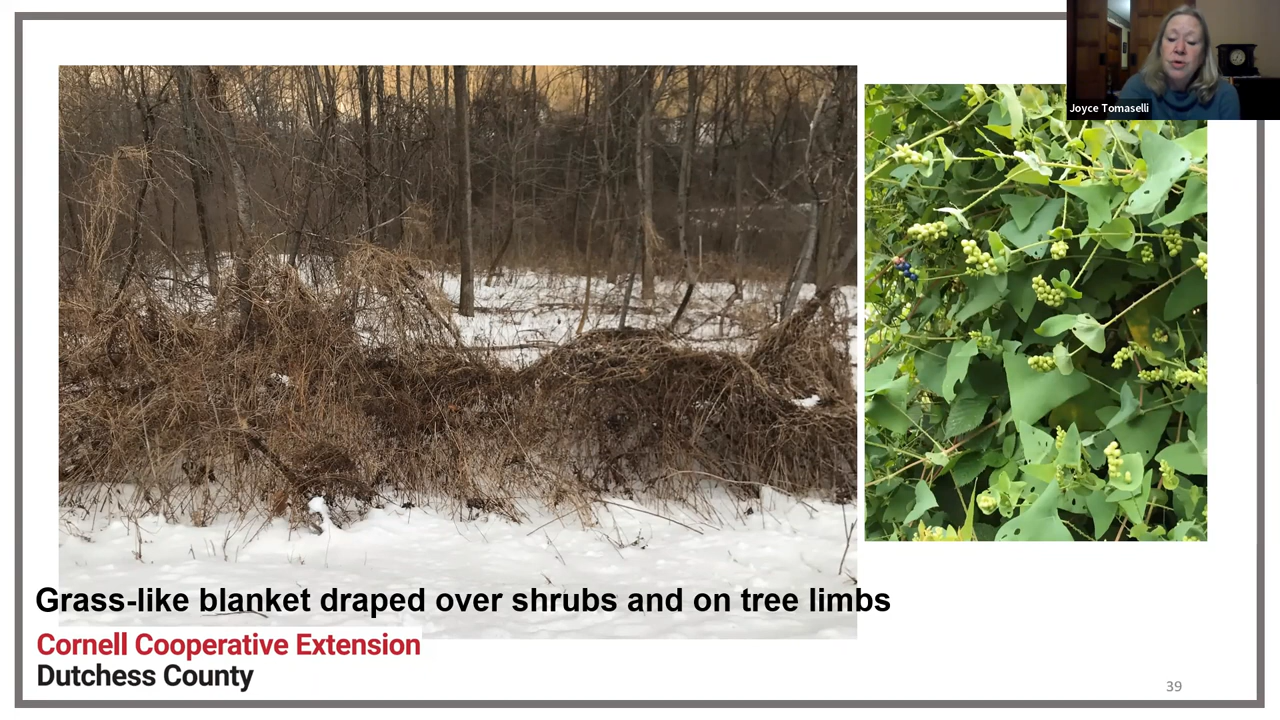 Joyce Tomaselli
Grass-like blanket draped over shrubs and on tree limbs
Cornell Cooperative Extension
Dutchess County
39